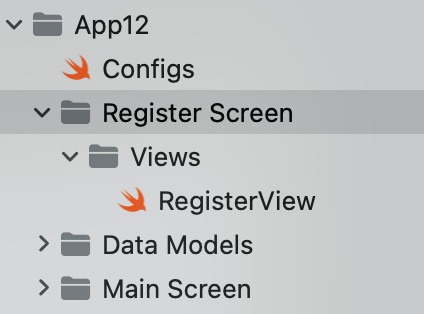 App12
Configs
Register Screen
Views
RegisterView
Data Models
Main Screen